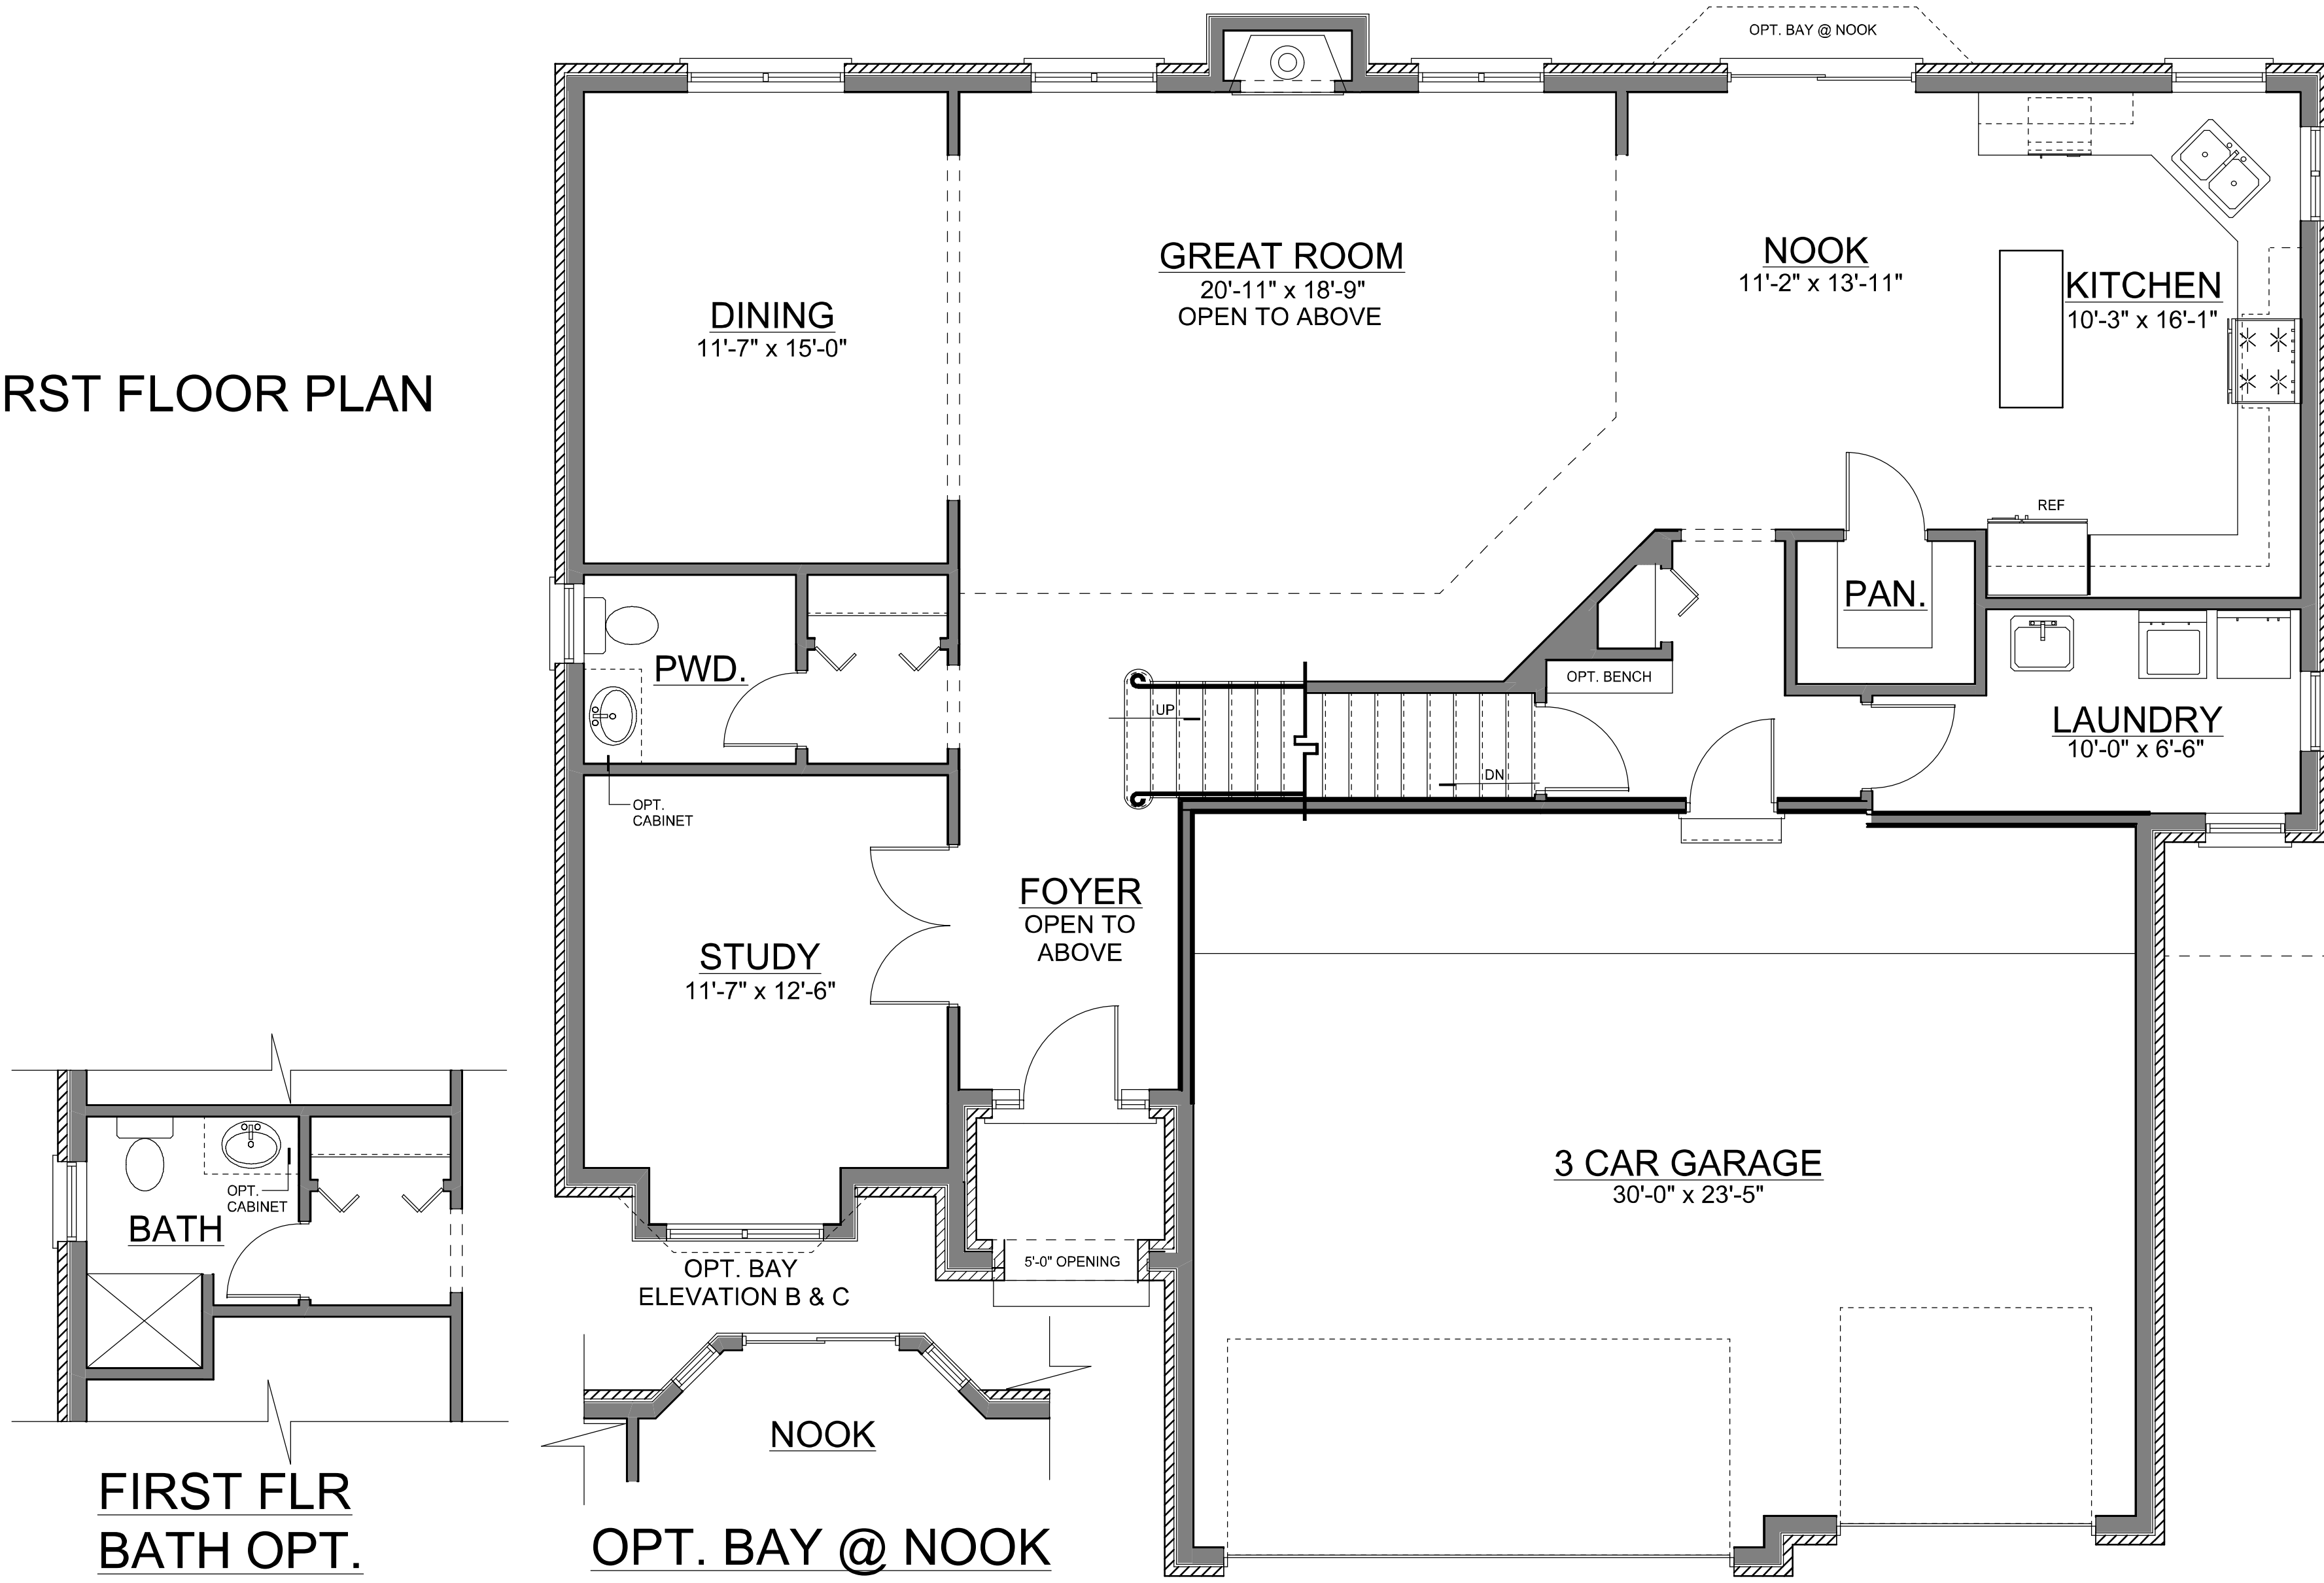 OPT. BAY @ NOOK
GREAT ROOM
20'-11" x 18'-9"
OPEN TO ABOVE
NOOK
11'-2" x 13'-11"
KITCHEN
10'-3" x 16'-1"
DINING
11'-7" x 15'-0"
RST FLOOR PLAN
REF
PAN.
PWD.
OPT. BENCH
UP
DN
LAUNDRY
10'-0" x 6'-6"
OPT.
CABINET
FOYER
OPEN TO
ABOVE
STUDY
11'-7" x 12'-6"
3 CAR GARAGE
30'-0" x 23'-5"
OPT.
CABINET
BATH
5'-0" OPENING
OPT. BAY
ELEVATION B & C
NOOK
FIRST FLR
BATH OPT.
OPT. BAY @ NOOK